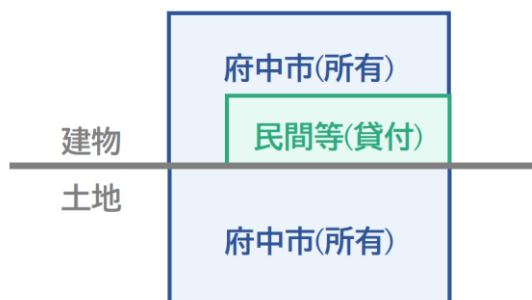 府中市(所有)
民間等(貸付)
建物
土地
府中市(所有)